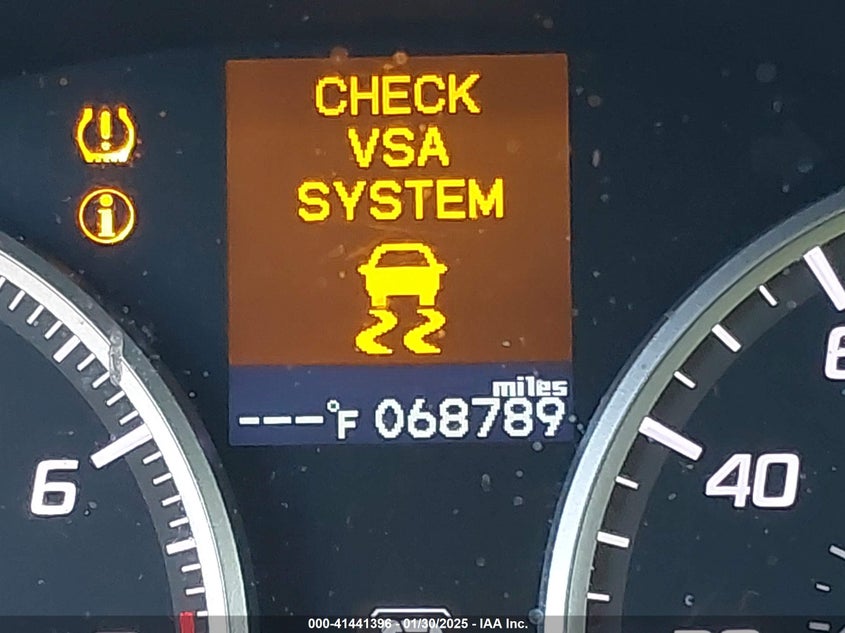 CHECK
VSA
SYSTEM
miles
---°F 068789
6
40
000-41441396 - 01/30/2025 - IAA Inc.